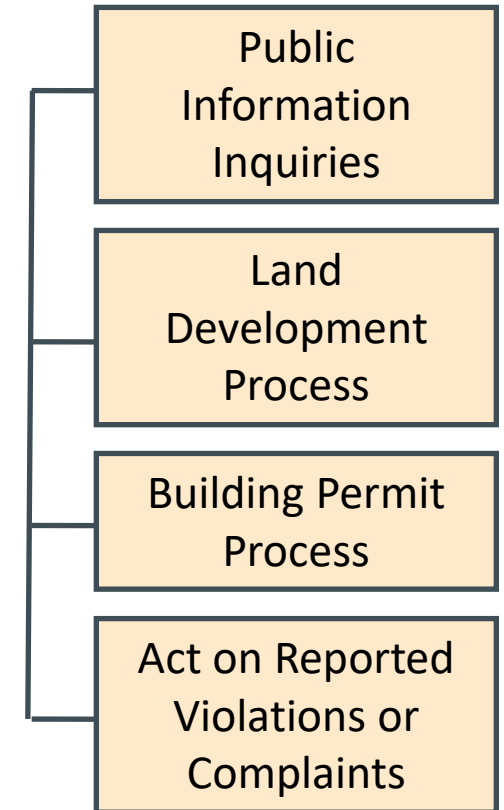 Public
Information
Inquiries
Land
Development
Process
Building Permit
Process
Act on Reported
Violations or
Complaints